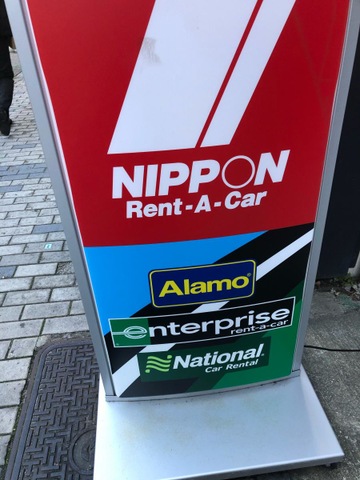 NIPPON
Rent-A-Car
Alamo
enterprise
rent-a-car
National
Car Rental